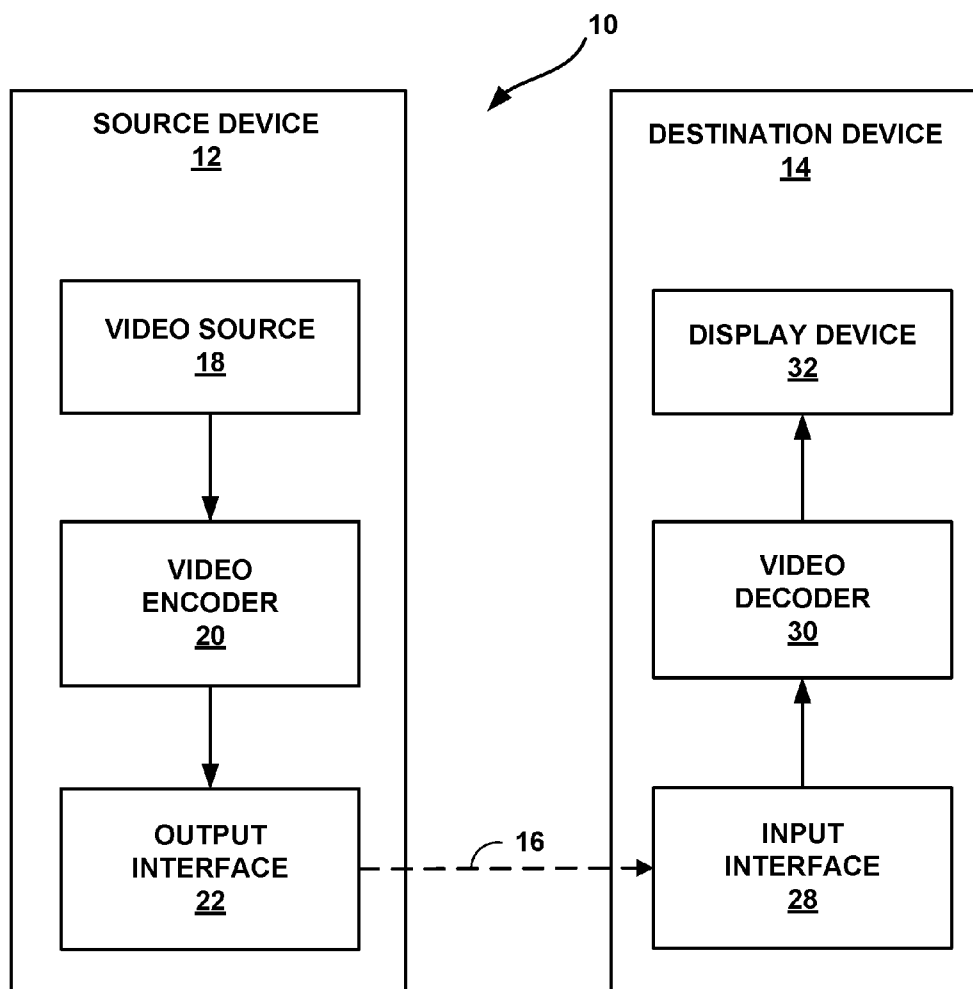 10
SOURCE DEVICE
12
VIDEO SOURCE
18
VIDEO
ENCODER
20
OUTPUT
INTERFACE
22
16
DESTINATION DEVICE
14
DISPLAY DEVICE
32
VIDEO
DECODER
30
INPUT
INTERFACE
28